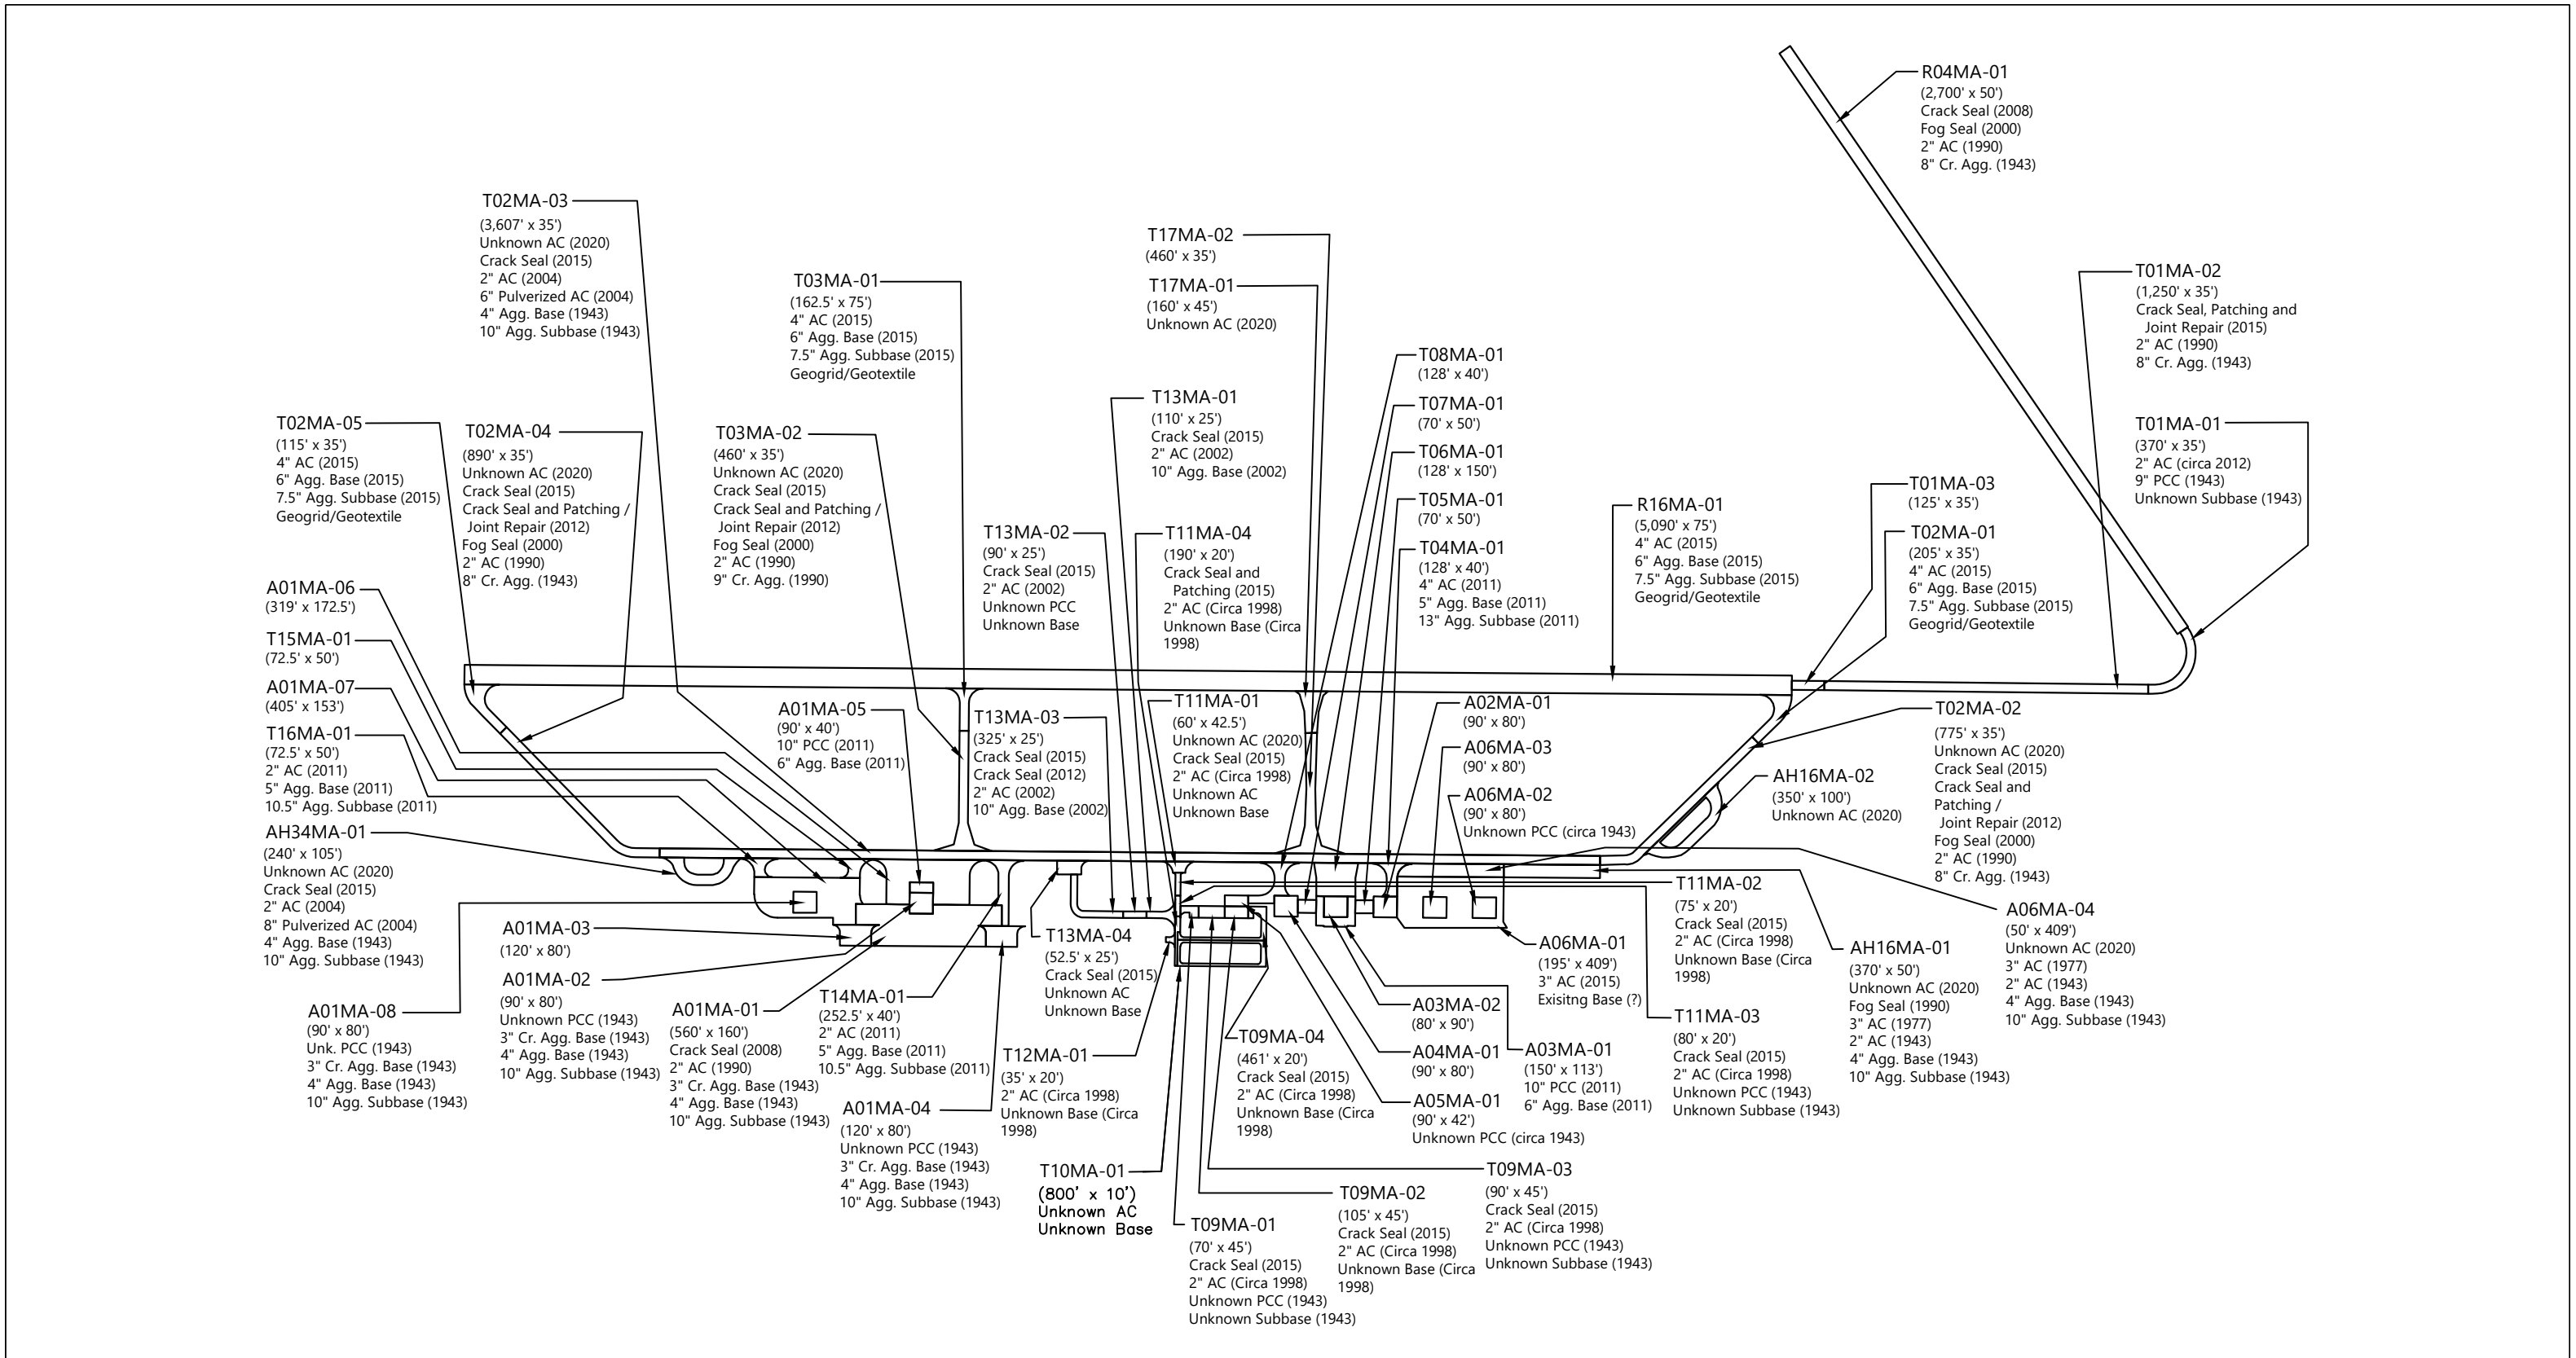 R04MA-01
(2,700' x 50')
Crack Seal (2008)
Fog Seal (2000)
2" AC (1990)
8" Cr. Agg. (1943)
T02MA-03
(3,607' x 35')
Unknown AC (2020)
Crack Seal (2015)
2" AC (2004)
6" Pulverized AC (2004)
4" Agg. Base (1943)
10" Agg. Subbase (1943)
T03MA-01
(162.5' x 75')
4" AC (2015)
6" Agg. Base (2015)
7.5" Agg. Subbase (2015)
Geogrid/Geotextile
T17MA-02
(460' x 35')
T17MA-01
(160' x 45')
Unknown AC (2020)
T01MA-02
(1,250' x 35')
Crack Seal, Patching and
Joint Repair (2015)
2" AC (1990)
8" Cr. Agg. (1943)
T08MA-01
(128' x 40')
T07MA-01
(70' x 50')
T06MA-01
(128' x 150')
T05MA-01
(70' x 50')
T04MA-01
(128' x 40')
4" AC (2011)
5" Agg. Base (2011)
13" Agg. Subbase (2011)
T13MA-01
(110' x 25')
Crack Seal (2015)
2" AC (2002)
10" Agg. Base (2002)
T02MA-05
(115' x 35')
4" AC (2015)
6" Agg. Base (2015)
7.5" Agg. Subbase (2015)
Geogrid/Geotextile
T02MA-04
(890' x 35')
Unknown AC (2020)
Crack Seal (2015)
Crack Seal and Patching /
Joint Repair (2012)
Fog Seal (2000)
2" AC (1990)
8" Cr. Agg. (1943)
T03MA-02
(460' x 35')
Unknown AC (2020)
Crack Seal (2015)
Crack Seal and Patching /
Joint Repair (2012)
Fog Seal (2000)
2" AC (1990)
9" Cr. Agg. (1990)
T01MA-01
(370' x 35')
2" AC (circa 2012)
9" PCC (1943)
Unknown Subbase (1943)
T01MA-03
(125' x 35')
T02MA-01
(205' x 35')
4" AC (2015)
6" Agg. Base (2015)
7.5" Agg. Subbase (2015)
Geogrid/Geotextile
R16MA-01
(5,090' x 75')
4" AC (2015)
6" Agg. Base (2015)
7.5" Agg. Subbase (2015)
Geogrid/Geotextile
T13MA-02
(90' x 25')
Crack Seal (2015)
2" AC (2002)
Unknown PCC
Unknown Base
T11MA-04
(190' x 20')
Crack Seal and
Patching (2015)
2" AC (Circa 1998)
Unknown Base (Circa
1998)
A01MA-06
(319' x 172.5')
T15MA-01
(72.5' x 50')
A01MA-07
(405' x 153')
T16MA-01
(72.5' x 50')
2" AC (2011)
5" Agg. Base (2011)
10.5" Agg. Subbase (2011)
A01MA-05
(90' x 40')
10" PCC (2011)
6" Agg. Base (2011)
T13MA-03
(325' x 25')
Crack Seal (2015)
Crack Seal (2012)
2" AC (2002)
10" Agg. Base (2002)
T11MA-01
(60' x 42.5')
Unknown AC (2020)
Crack Seal (2015)
2" AC (Circa 1998)
Unknown AC
Unknown Base
A02MA-01
(90' x 80')
A06MA-03
(90' x 80')
A06MA-02
(90' x 80')
Unknown PCC (circa 1943)
T02MA-02
(775' x 35')
Unknown AC (2020)
Crack Seal (2015)
Crack Seal and
Patching /
Joint Repair (2012)
Fog Seal (2000)
2" AC (1990)
8" Cr. Agg. (1943)
AH16MA-02
(350' x 100')
Unknown AC (2020)
AH34MA-01
(240' x 105')
Unknown AC (2020)
Crack Seal (2015)
2" AC (2004)
8" Pulverized AC (2004)
4" Agg. Base (1943)
10" Agg. Subbase (1943)
A01MA-08
(90' x 80')
Unk. PCC (1943)
3" Cr. Agg. Base (1943)
4" Agg. Base (1943)
10" Agg. Subbase (1943)
A01MA-03
(120' x 80')
A01MA-02
(90' x 80')
Unknown PCC (1943)
3" Cr. Agg. Base (1943)
4" Agg. Base (1943)
10" Agg. Subbase (1943)
A01MA-01
(560' x 160')
Crack Seal (2008)
2" AC (1990)
3" Cr. Agg. Base (1943)
4" Agg. Base (1943)
10" Agg. Subbase (1943)
T14MA-01
(252.5' x 40')
2" AC (2011)
5" Agg. Base (2011)
10.5" Agg. Subbase (2011)
A01MA-04
(120' x 80')
Unknown PCC (1943)
3" Cr. Agg. Base (1943)
4" Agg. Base (1943)
10" Agg. Subbase (1943)
T13MA-04
(52.5' x 25')
Crack Seal (2015)
Unknown AC
Unknown Base
T12MA-01
(35' x 20')
2" AC (Circa 1998)
Unknown Base (Circa
1998)
T10MA-01
(800' x 10')
Unknown AC
Unknown Base
T09MA-04
(461' x 20')
Crack Seal (2015)
2" AC (Circa 1998)
Unknown Base (Circa
1998)
T09MA-01
(70' x 45')
Crack Seal (2015)
2" AC (Circa 1998)
Unknown PCC (1943)
Unknown Subbase (1943)
T09MA-02
(105' x 45')
Crack Seal (2015)
2" AC (Circa 1998)
Unknown Base (Circa
1998)
T09MA-03
(90' x 45')
Crack Seal (2015)
2" AC (Circa 1998)
Unknown PCC (1943)
Unknown Subbase (1943)
A03MA-02
(80' x 90')
A04MA-01
(90' x 80')
A05MA-01
(90' x 42')
Unknown PCC (circa 1943)
A06MA-01
(195' x 409')
3" AC (2015)
Exisitng Base (?)
A03MA-01
(150' x 113')
10" PCC (2011)
6" Agg. Base (2011)
T11MA-02
(75' x 20')
Crack Seal (2015)
2" AC (Circa 1998)
Unknown Base (Circa
1998)
T11MA-03
(80' x 20')
Crack Seal (2015)
2" AC (Circa 1998)
Unknown PCC (1943)
Unknown Subbase (1943)
AH16MA-01
(370' x 50')
Unknown AC (2020)
Fog Seal (1990)
3" AC (1977)
2" AC (1943)
4" Agg. Base (1943)
10" Agg. Subbase (1943)
A06MA-04
(50' x 409')
Unknown AC (2020)
3" AC (1977)
2" AC (1943)
4" Agg. Base (1943)
10" Agg. Subbase (1943)